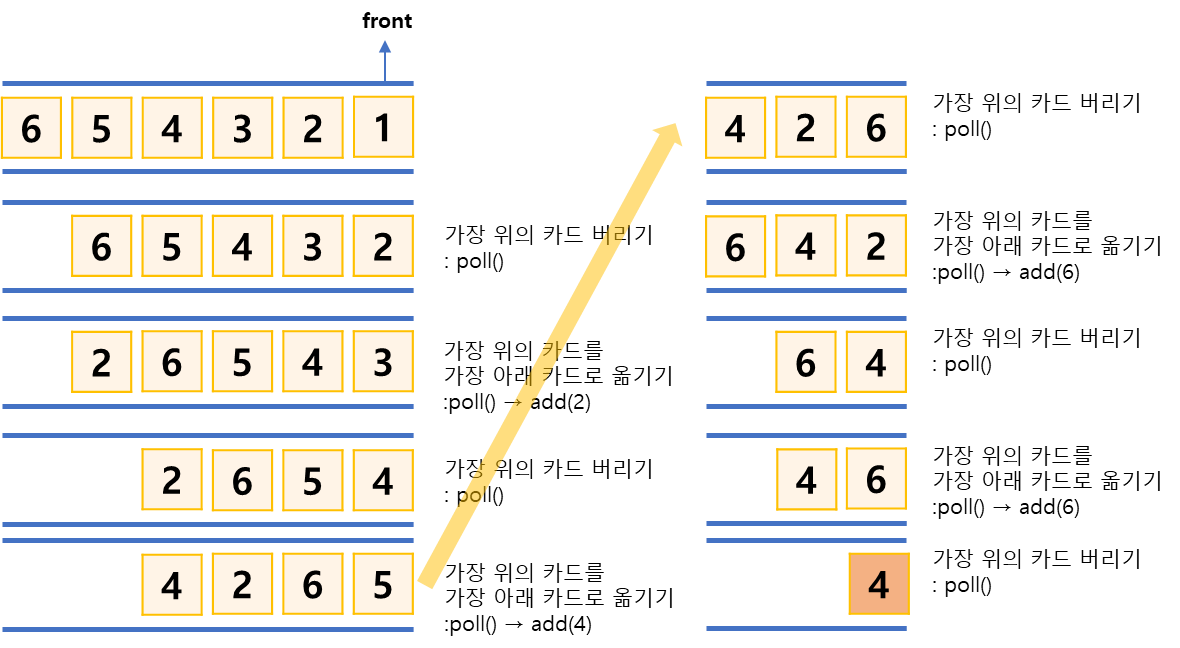 front
6 5 4 3 2 1
6 5 4 3 2
가장 위의 카드 버리기
: poll()
2 6 5 4 3
가장 위의 카드를
가장 아래 카드로 옮기기
:poll() → add(2)
2 6 5 4
가장 위의 카드 버리기
: poll()
4 2 6 5
가장 위의 카드를
가장 아래 카드로 옮기기
:poll() → add(4)
4 2 6
가장 위의 카드 버리기
: poll()
6 4 2
가장 위의 카드를
가장 아래 카드로 옮기기
:poll() → add(6)
6 4
가장 위의 카드 버리기
: poll()
4 6
가장 위의 카드를
가장 아래 카드로 옮기기
:poll() → add(6)
4
가장 위의 카드 버리기
: poll()